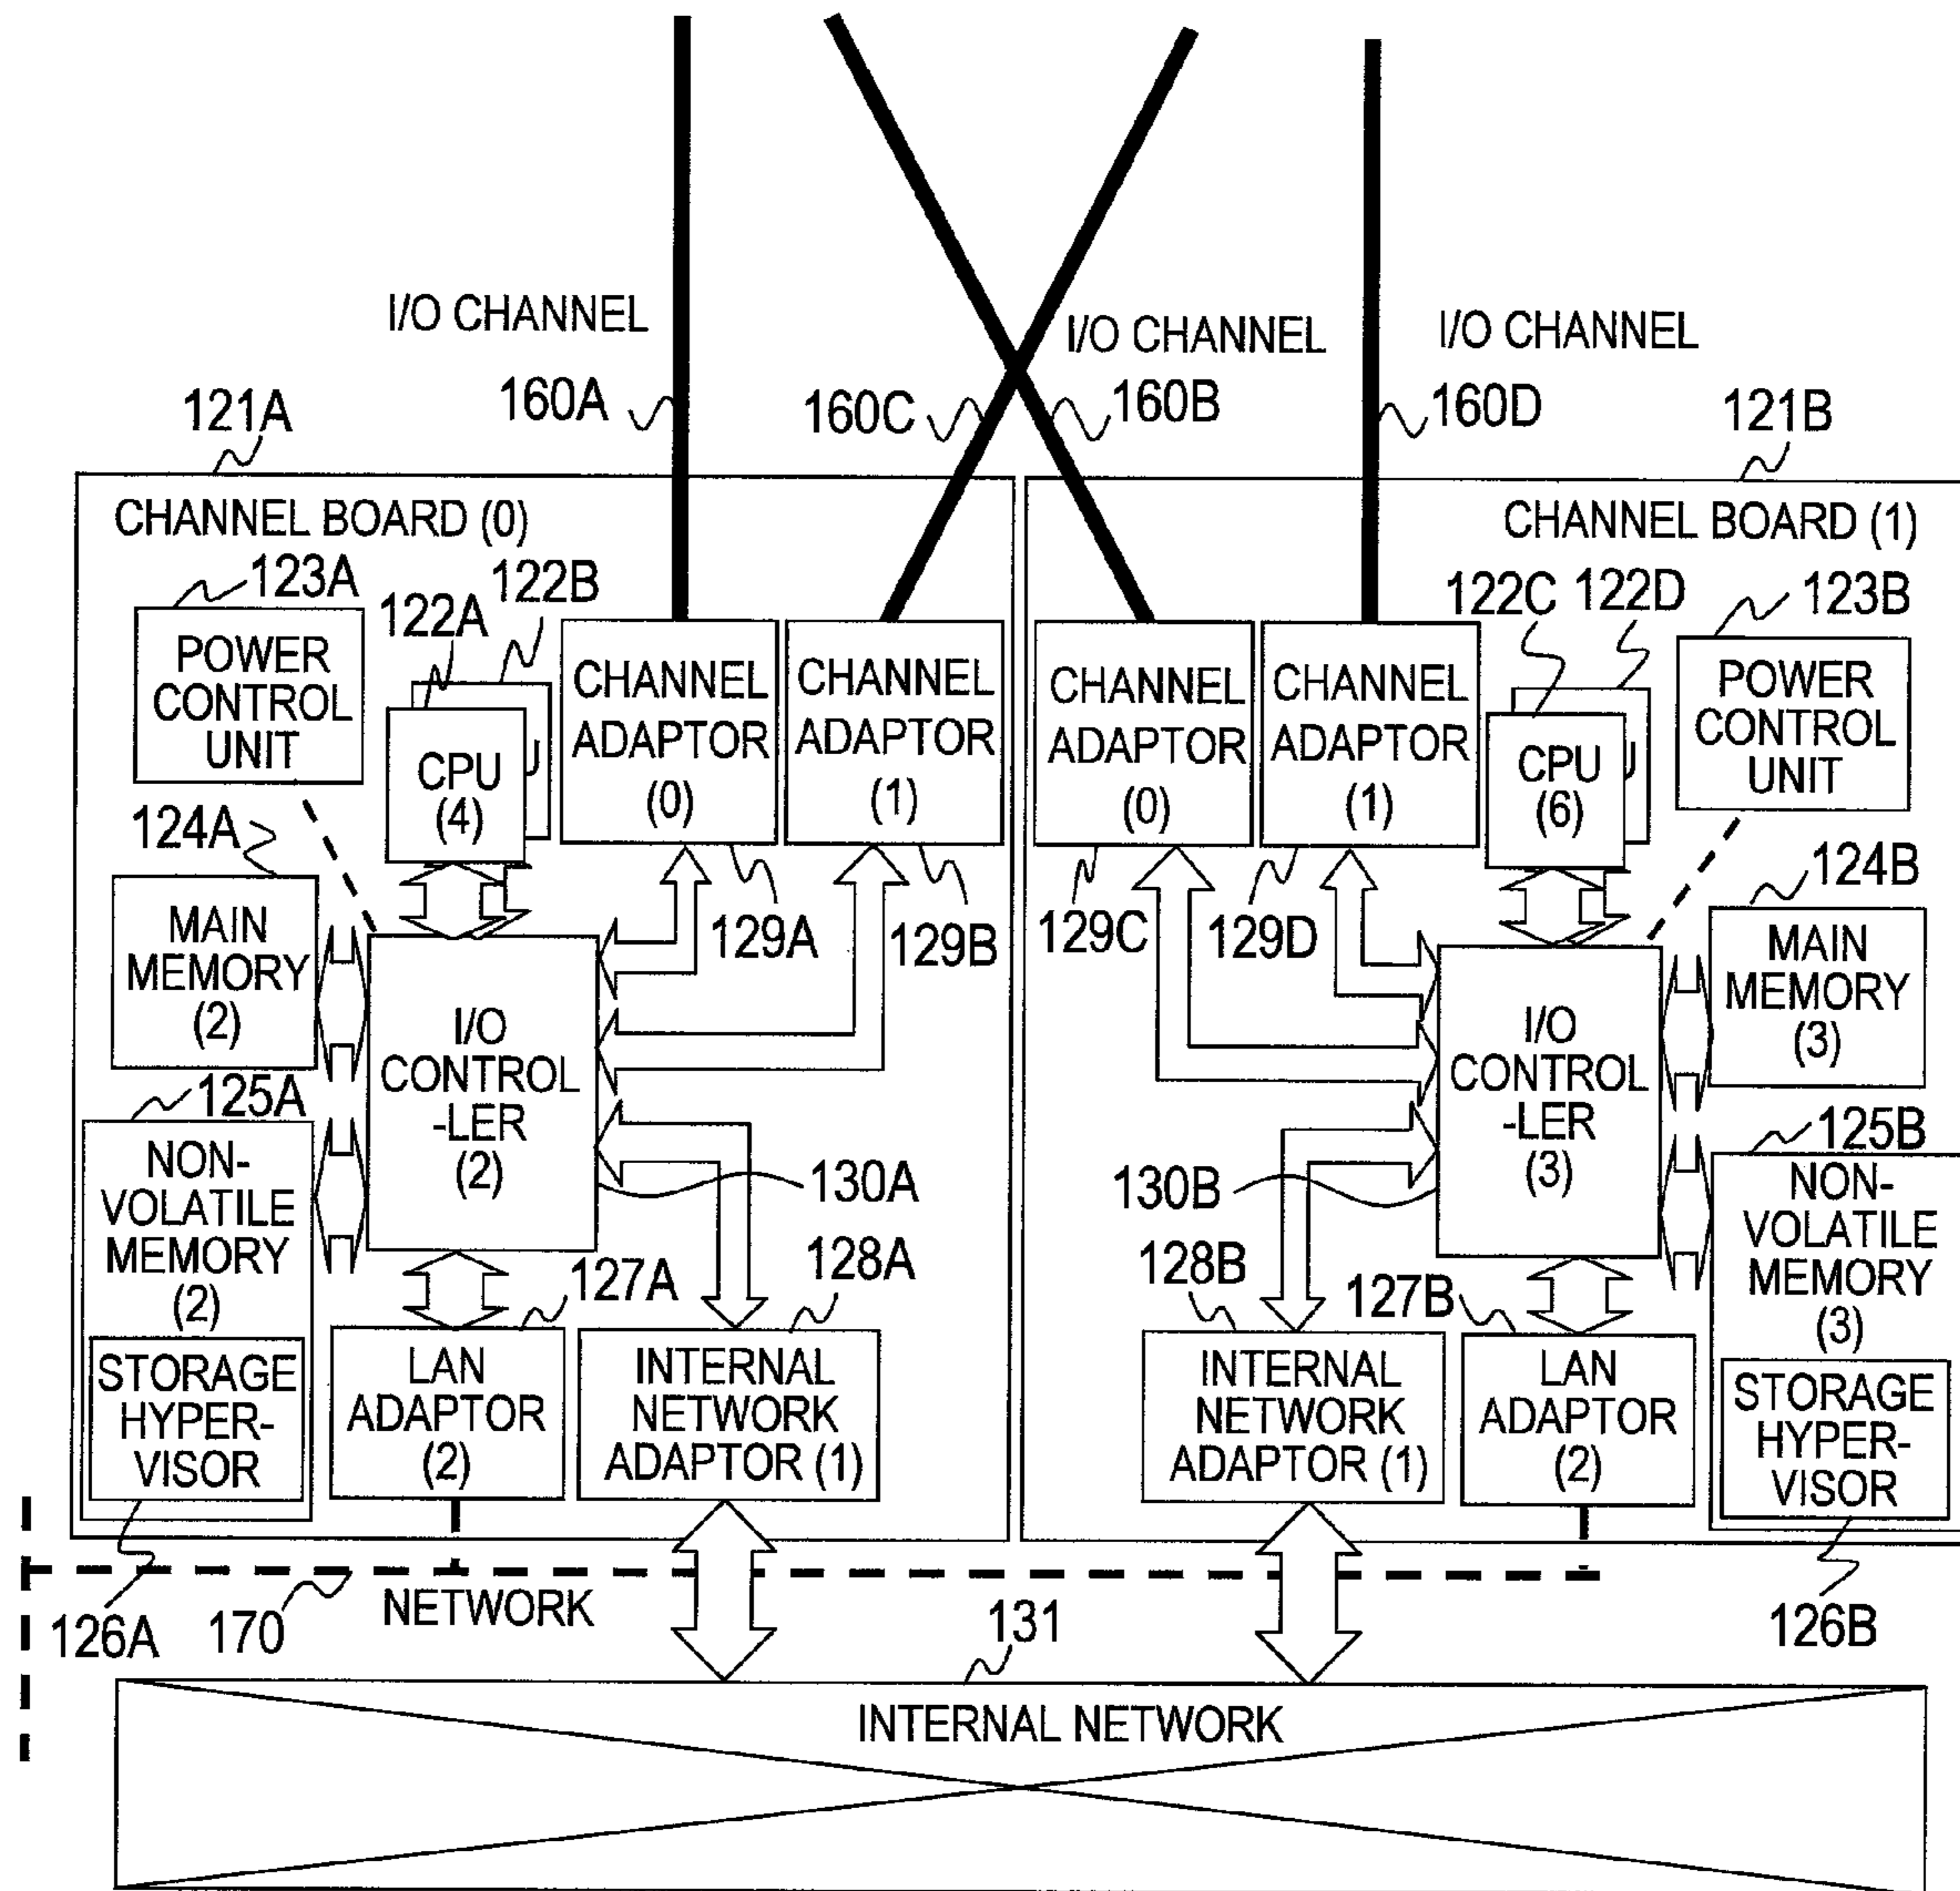 I/O CHANNEL
I/O CHANNEL
I/O CHANNEL
160A
160C
160B
160D
121A
121B
CHANNEL BOARD (0)
123A
122B
122A
POWER
CONTROL
UNIT
CPU
(4)
CHANNEL
ADAPTOR
(0)
CHANNEL
ADAPTOR
(1)
124A
129A
129B
MAIN
MEMORY
(2)
I/O
CONTROL
-LER
(2)
125A
NON-
VOLATILE
MEMORY
(2)
130A
128A
127A
STORAGE
HYPER-
VISOR
LAN
ADAPTOR
(2)
INTERNAL
NETWORK
ADAPTOR (1)
CHANNEL BOARD (1)
122C
122D
123B
CHANNEL
ADAPTOR
(0)
CHANNEL
ADAPTOR
(1)
CPU
(6)
POWER
CONTROL
UNIT
124B
129C
129D
MAIN
MEMORY
(3)
I/O
CONTROL
-LER
(3)
125B
130B
NON-
VOLATILE
MEMORY
(3)
128B
127B
INTERNAL
NETWORK
ADAPTOR (1)
LAN
ADAPTOR
(2)
STORAGE
HYPER-
VISOR
126A
170
NETWORK
131
126B
INTERNAL NETWORK